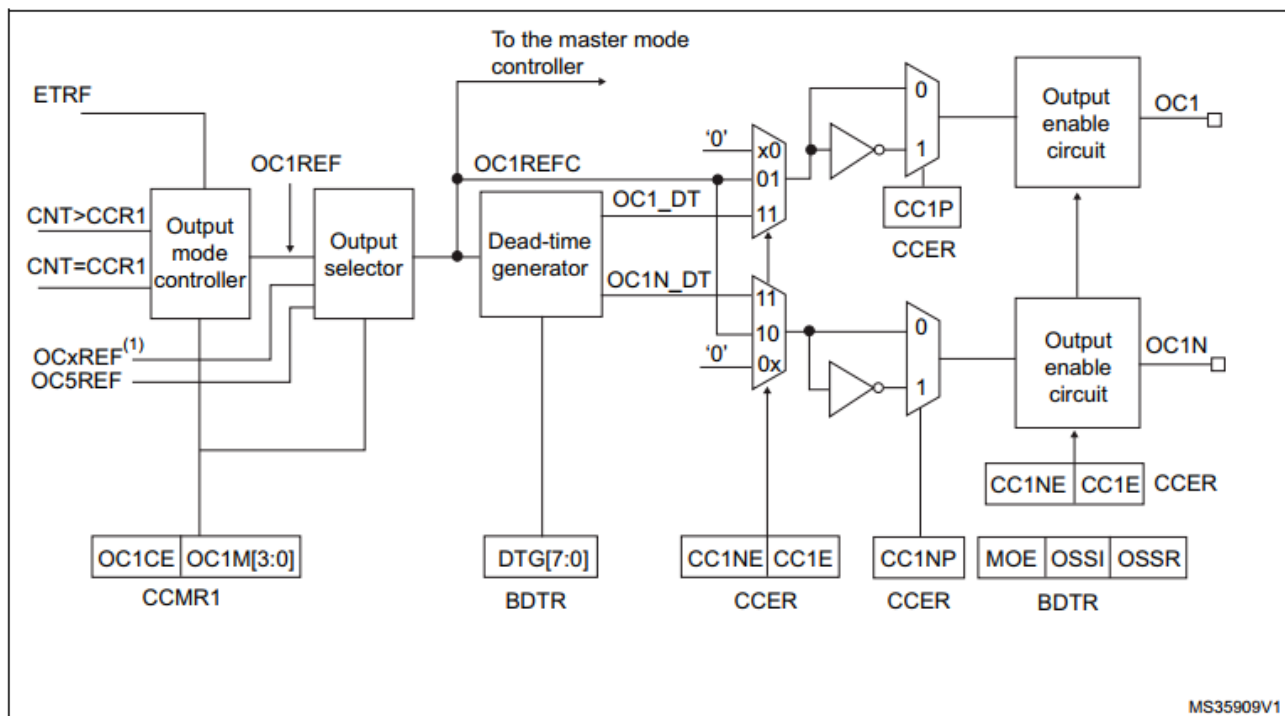 To the master mode
controller
ETRF
OC1REF
CNT>CCR1
CNT=CCR1
Output
mode
controller
Output
selector
OCxREF(1)
OC5REF
OC1REFC
Dead-time
generator
OC1_DT
OC1N_DT
‘0’
x0
01
11
11
10
‘0’
0x
0
1
CC1P
CCER
0
1
Output
enable
circuit
OC1
Output
enable
circuit
OC1N
CC1NE CC1E CCER
OC1CE OC1M[3:0]
CCMR1
DTG[7:0]
BDTR
CC1NE CC1E
CCER
CC1NP
CCER
MOE OSSI OSSR
BDTR
MS35909V1